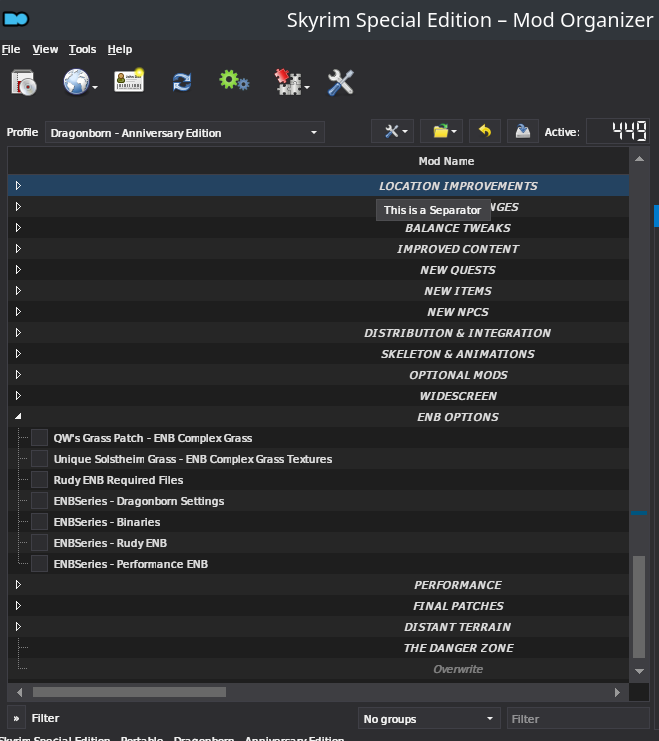 Skyrim Special Edition – Mod Organizer
File View Tools Help
Profile Dragonborn - Anniversary Edition Active: 449
Mod Name
LOCATION IMPROVEMENTS
This is a Separator NGES
BALANCE TWEAKS
IMPROVED CONTENT
NEW QUESTS
NEW ITEMS
NEW NPCS
DISTRIBUTION & INTEGRATION
SKELETON & ANIMATIONS
OPTIONAL MODS
WIDESCREEN
ENB OPTIONS
QW's Grass Patch - ENB Complex Grass
Unique Solstheim Grass - ENB Complex Grass Textures
Rudy ENB Required Files
ENBSeries - Dragonborn Settings
ENBSeries - Binaries
ENBSeries - Rudy ENB
ENBSeries - Performance ENB
PERFORMANCE
FINAL PATCHES
DISTANT TERRAIN
THE DANGER ZONE
Overwrite
» Filter No groups Filter
Skyrim Special Edition - Portable - Dragonborn - Anniversary Edition